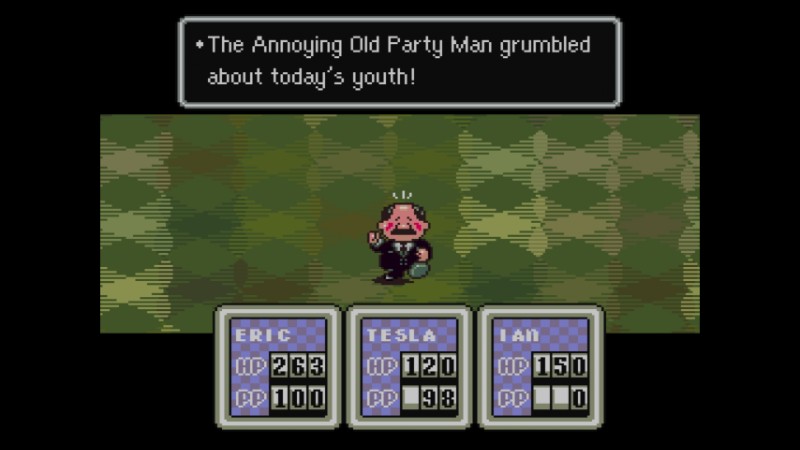 •The Annoying Old Party Man grumbled
about today's youth!
ERIC TESLA IAN
HP 263 HP 120 HP 150
PP 100 PP 98 PP 0